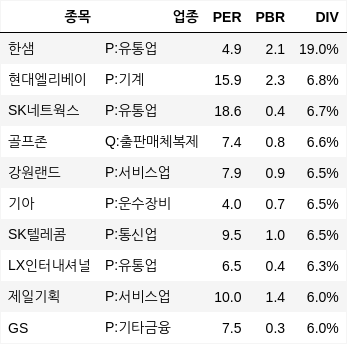 종목 업종 PER PBR DIV
한샘 P:유통업 4.9 2.1 19.0%
현대엘리베이 P:기계 15.9 2.3 6.8%
SK네트웍스 P:유통업 18.6 0.4 6.7%
골프존 Q:출판매체복제 7.4 0.8 6.6%
강원랜드 P:서비스업 7.9 0.9 6.5%
기아 P:운수장비 4.0 0.7 6.5%
SK텔레콤 P:통신업 9.5 1.0 6.5%
LX인터내셔널 P:유통업 6.5 0.4 6.3%
제일기획 P:서비스업 10.0 1.4 6.0%
GS P:기타금융 7.5 0.3 6.0%